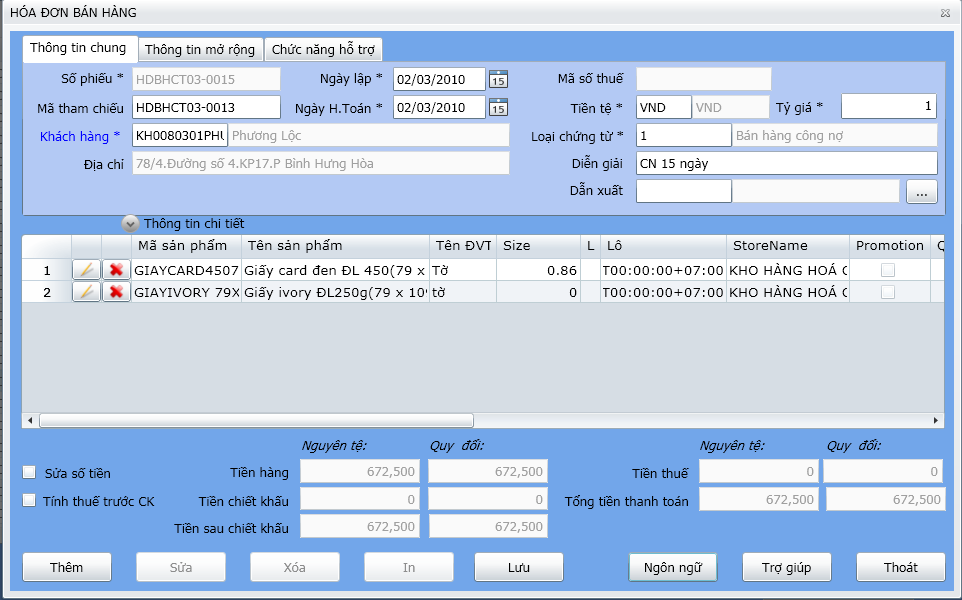 HÓA ĐƠN BÁN HÀNG
Thông tin chung Thông tin mở rộng Chức năng hỗ trợ
Số phiếu * HDBHCT03-0015 Ngày lập * 02/03/2010 15 Mã số thuế
Mã tham chiếu HDBHCT03-0013 Ngày H.Toán * 02/03/2010 15 Tiền tệ * VND VND Tỷ giá * 1
Khách hàng * KH0080301PHƯ Phương Lộc Loại chứng từ * 1 Bán hàng công nợ
Địa chỉ 78/4.Đường số 4.KP17.P Bình Hưng Hòa Diễn giải CN 15 ngày
Dẫn xuất ...
Thông tin chi tiết
Mã sản phẩm Tên sản phẩm Tên ĐVT Size L Lô StoreName Promotion Q
1 GIAYCARD4507 Giấy card đen ĐL 450(79 x Tờ 0.86 T00:00:00+07:00 KHO HÀNG HOÁ C
2 GIAYIVORY 79X Giấy ivory ĐL250g(79 x 109 tờ 0 T00:00:00+07:00 KHO HÀNG HOÁ C
Nguyên tệ: Quy đổi: Nguyên tệ: Quy đổi:
Sửa số tiền Tiền hàng 672,500 672,500 Tiền thuế 0 0
Tính thuế trước CK Tiền chiết khấu 0 0 Tổng tiền thanh toán 672,500 672,500
Tiền sau chiết khấu 672,500 672,500
Thêm Sửa Xóa In Lưu Ngôn ngữ Trợ giúp Thoát